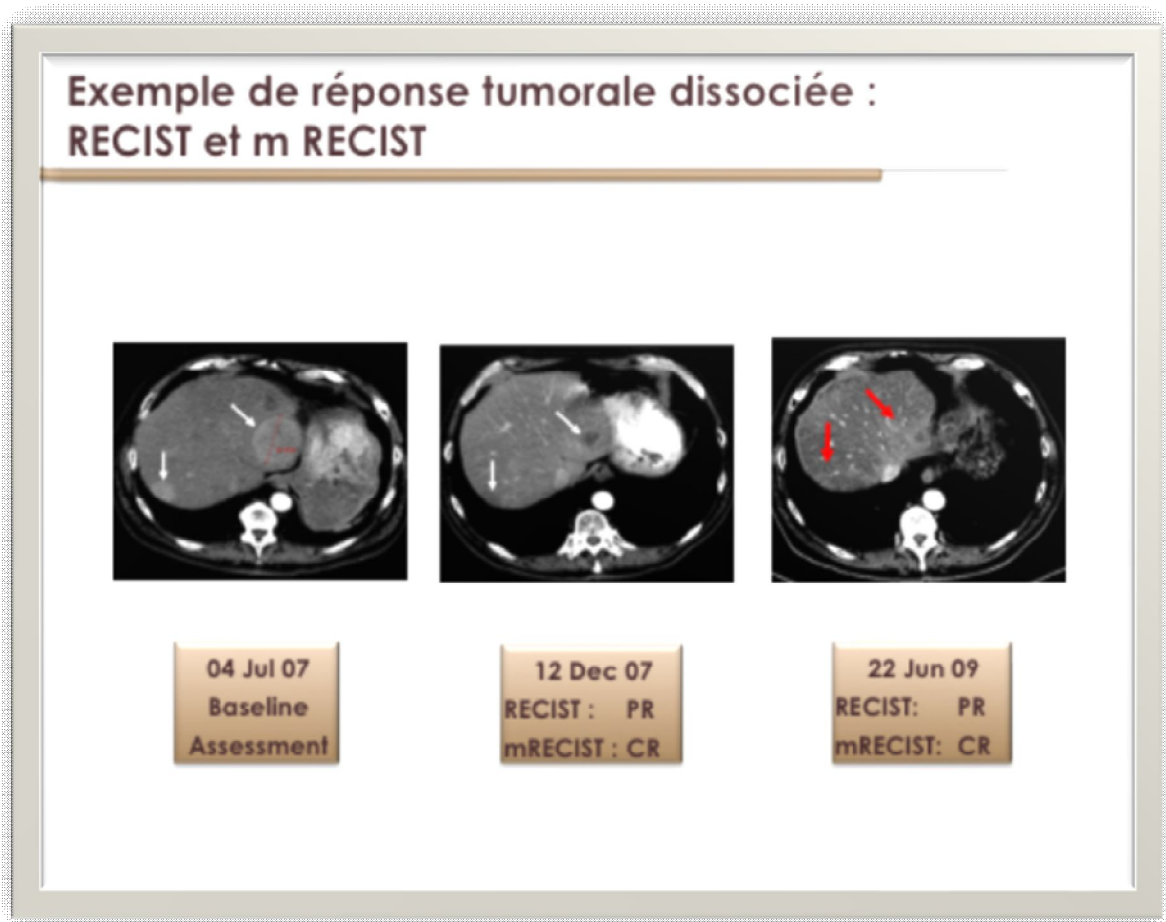 Exemple de réponse tumorale dissociée :
RECIST et m RECIST
04 Jul 07
Baseline
Assessment
12 Dec 07
RECIST : PR
mRECIST : CR
22 Jun 09
RECIST: PR
mRECIST: CR